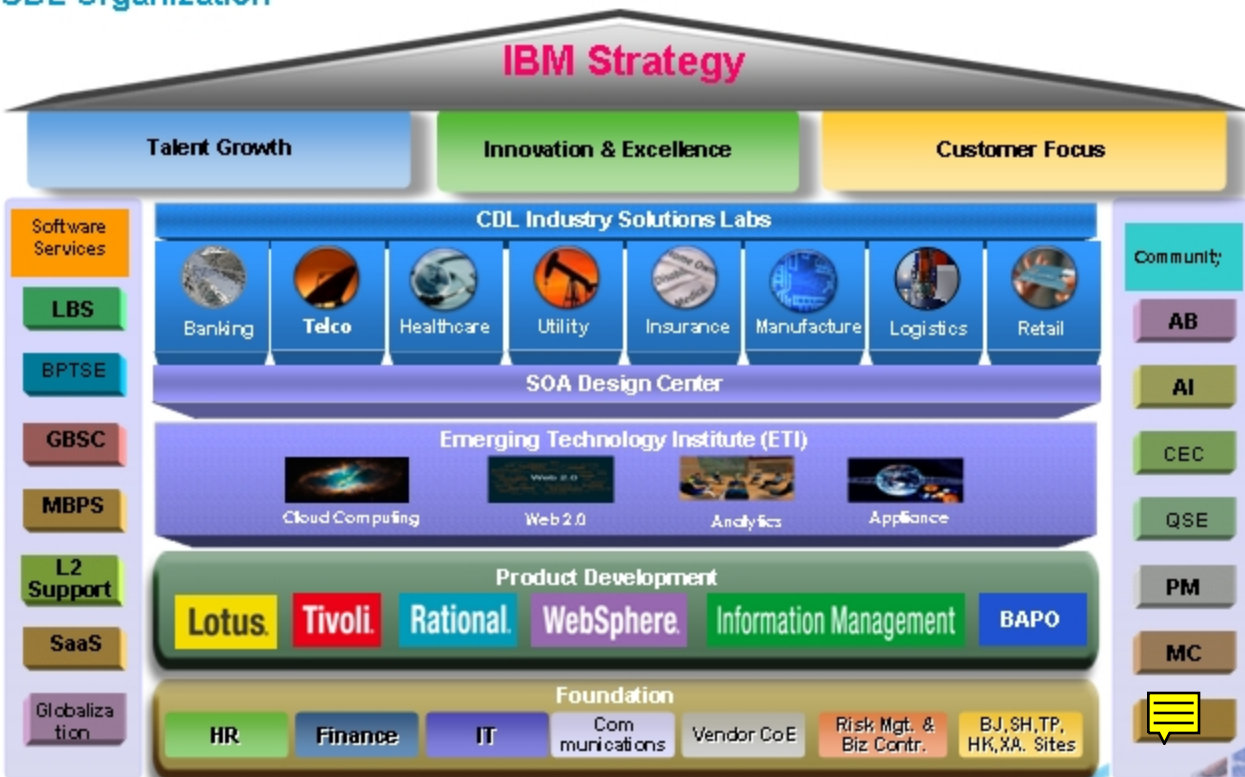 IBM Strategy
Talent Growth
Innovation & Excellence
Customer Focus
Software
Services
LBS
BPTSE
GBSC
MBPS
L2
Support
SaaS
Globaliza
tion
CDL Industry Solutions Labs
Banking
Telco
Healthcare
Utility
Insurance
Manufacture
Logistics
Retail
SOA Design Center
Emerging Technology Institute (ETI)
Web 2.0
Cloud Computing
Web 2.0
Analytics
Appliance
Product Development
Lotus.
Tivoli.
Rational.
WebSphere.
Information Management
BAPO
Foundation
HR
Finance
IT
Com
munications
Vendor CoE
Risk Mgt. &
Biz Contr.
BJ,SH,TP,
HK,XA. Sites
Community
AB
AI
CEC
QSE
PM
MC